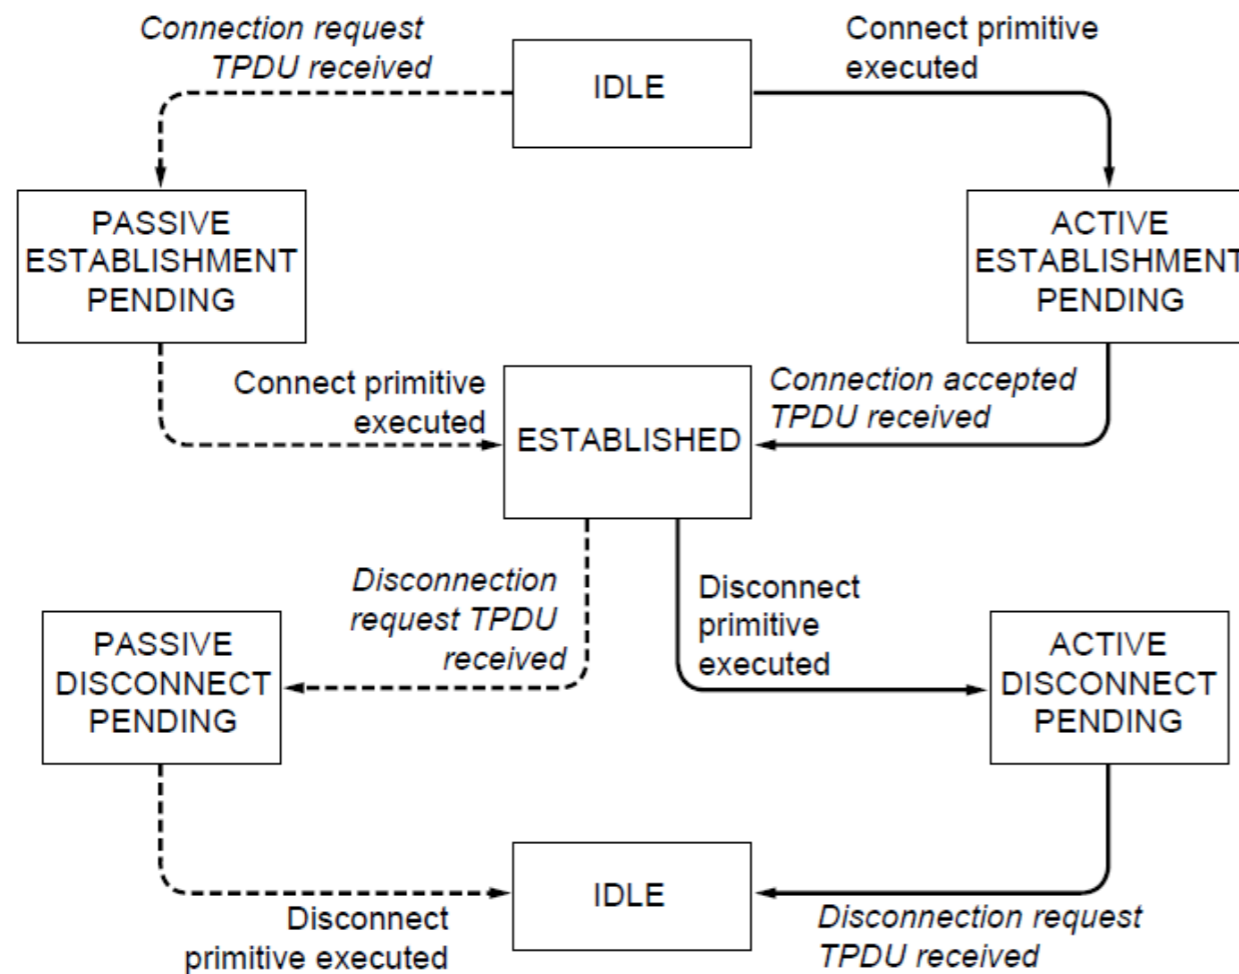 Connection request
TPDU received
IDLE
Connect primitive
executed
PASSIVE
ESTABLISHMENT
PENDING
ACTIVE
ESTABLISHMENT
PENDING
Connect primitive
executed
ESTABLISHED
Connection accepted
TPDU received
Disconnection
request TPDU
received
Disconnect
primitive
executed
PASSIVE
DISCONNECT
PENDING
ACTIVE
DISCONNECT
PENDING
Disconnect
primitive executed
IDLE
Disconnection request
TPDU received